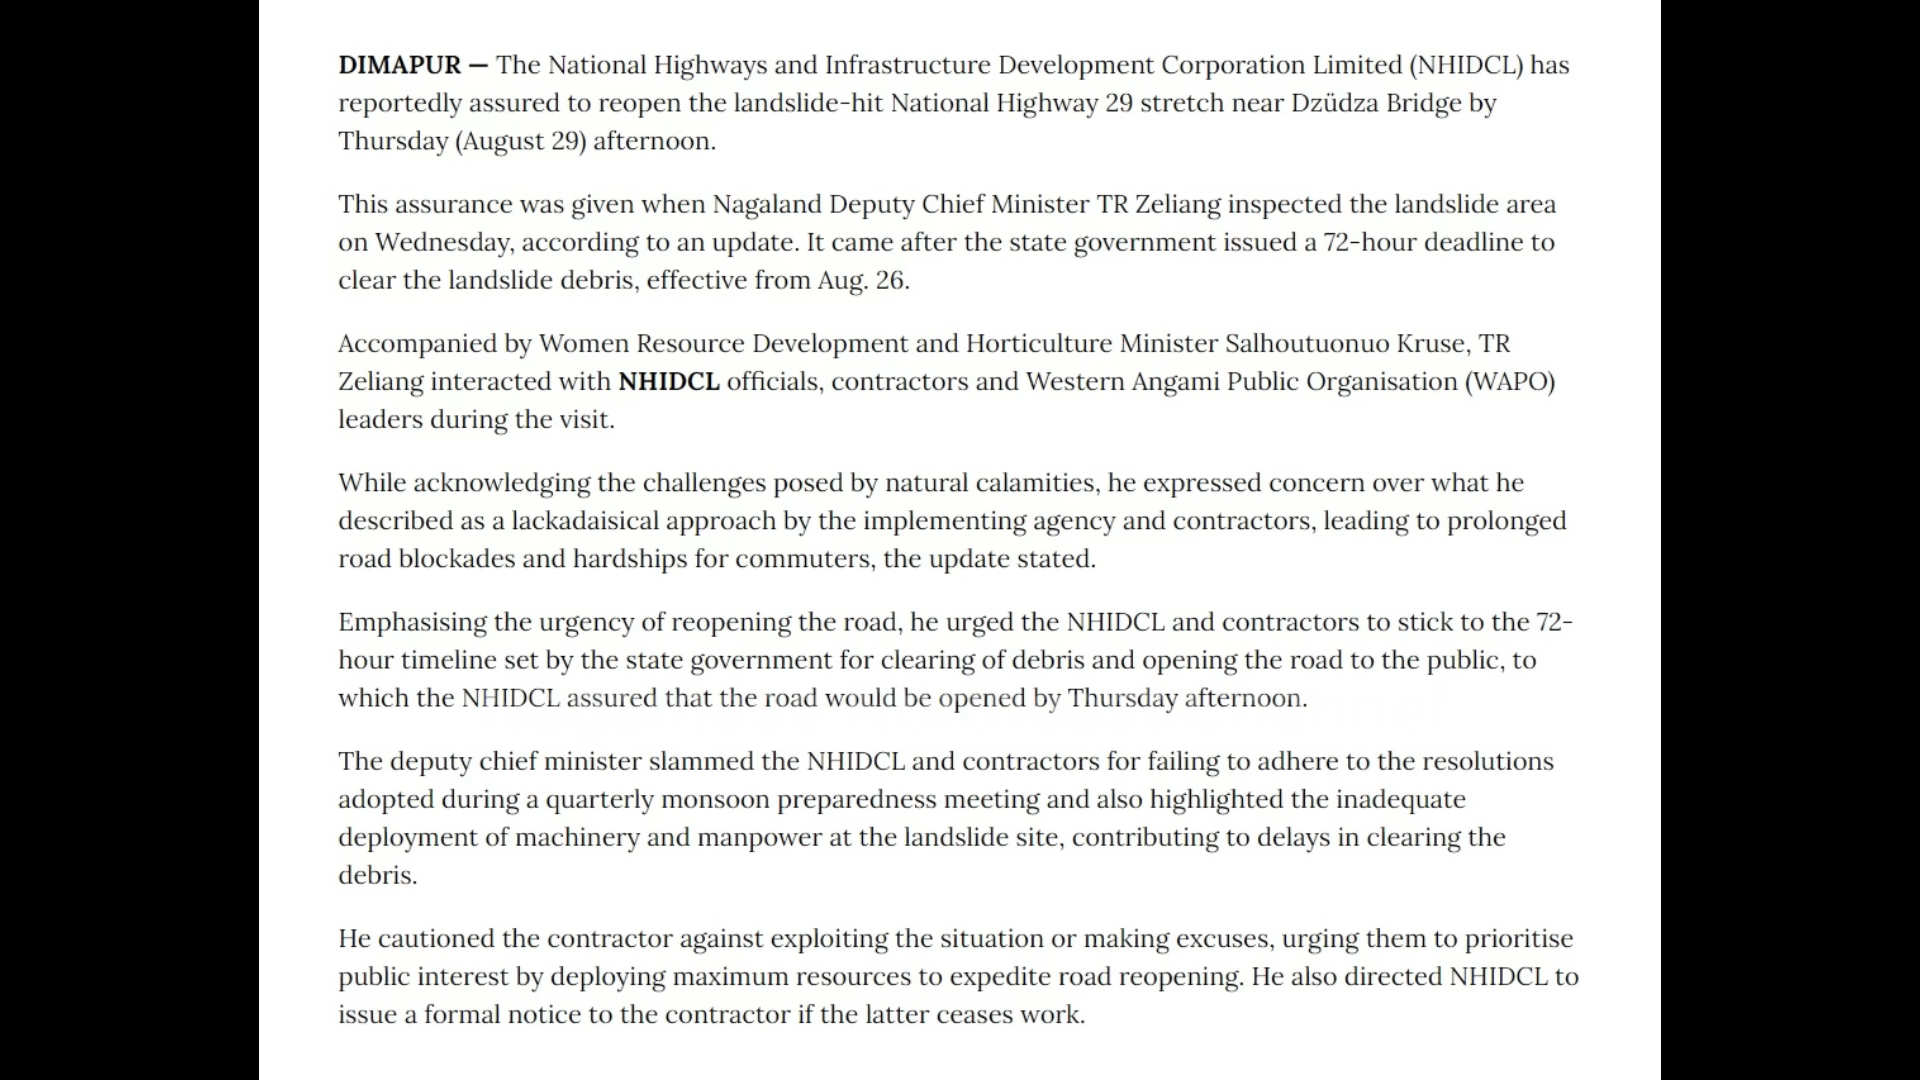 DIMAPUR — The National Highways and Infrastructure Development Corporation Limited (NHIDCL) has
reportedly assured to reopen the landslide-hit National Highway 29 stretch near Dzüdza Bridge by
Thursday (August 29) afternoon.
This assurance was given when Nagaland Deputy Chief Minister TR Zeliang inspected the landslide area
on Wednesday, according to an update. It came after the state government issued a 72-hour deadline to
clear the landslide debris, effective from Aug. 26.
Accompanied by Women Resource Development and Horticulture Minister Salhoutuonuo Kruse, TR
Zeliang interacted with NHIDCL officials, contractors and Western Angami Public Organisation (WAPO)
leaders during the visit.
While acknowledging the challenges posed by natural calamities, he expressed concern over what he
described as a lackadaisical approach by the implementing agency and contractors, leading to prolonged
road blockades and hardships for commuters, the update stated.
Emphasising the urgency of reopening the road, he urged the NHIDCL and contractors to stick to the 72-
hour timeline set by the state government for clearing of debris and opening the road to the public, to
which the NHIDCL assured that the road would be opened by Thursday afternoon.
The deputy chief minister slammed the NHIDCL and contractors for failing to adhere to the resolutions
adopted during a quarterly monsoon preparedness meeting and also highlighted the inadequate
deployment of machinery and manpower at the landslide site, contributing to delays in clearing the
debris.
He cautioned the contractor against exploiting the situation or making excuses, urging them to prioritise
public interest by deploying maximum resources to expedite road reopening. He also directed NHIDCL to
issue a formal notice to the contractor if the latter ceases work.